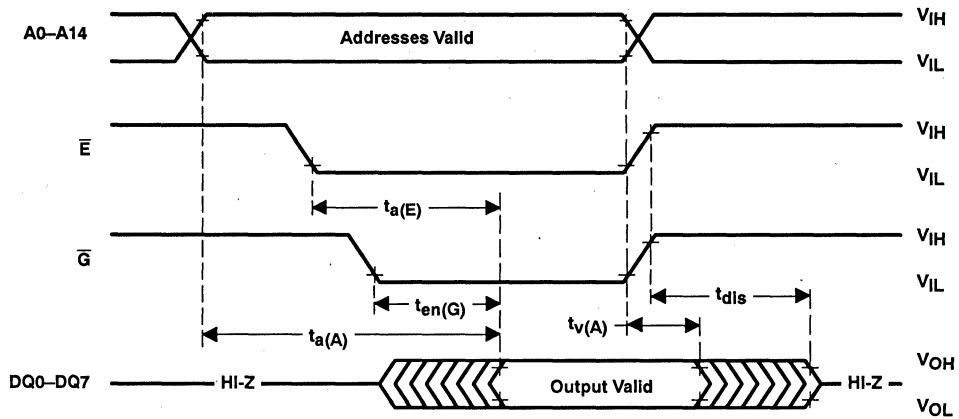 A0–A14
Addresses Valid
VIH
VIL
E
VIH
VIL
ta(E)
G
VIH
VIL
ten(G)
tdis
ta(A)
tv(A)
DQ0–DQ7
HI-Z
Output Valid
HI-Z
VOH
VOL